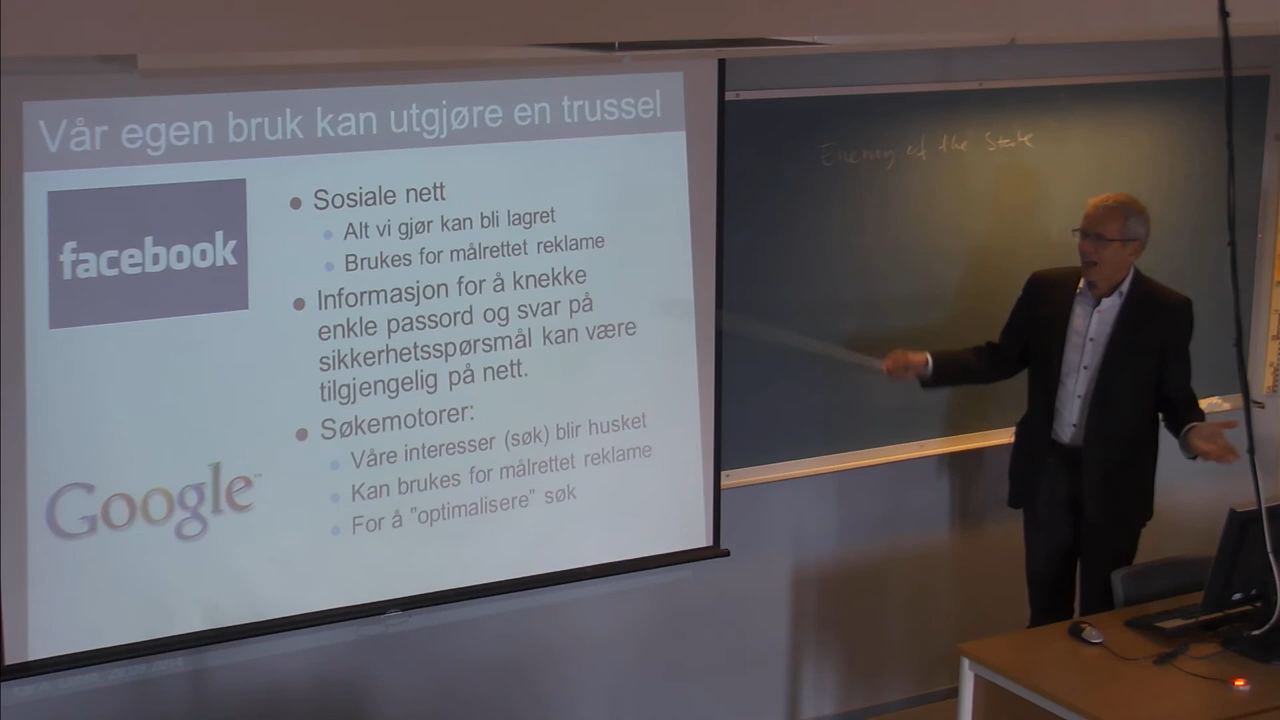 Vår egen bruk kan utgjøre en trussel
facebook
Sosiale nett
Alt vi gjør kan bli lagret
Brukes for målrettet reklame
Informasjon for å knekke
enkle passord og svar på
sikkerhetsspørsmål kan være
tilgjengelig på nett.
Google™
Søkemotorer:
Våre interesser (søk) blir husket
Kan brukes for målrettet reklame
For å ”optimalisere” søk
Enemy of the State